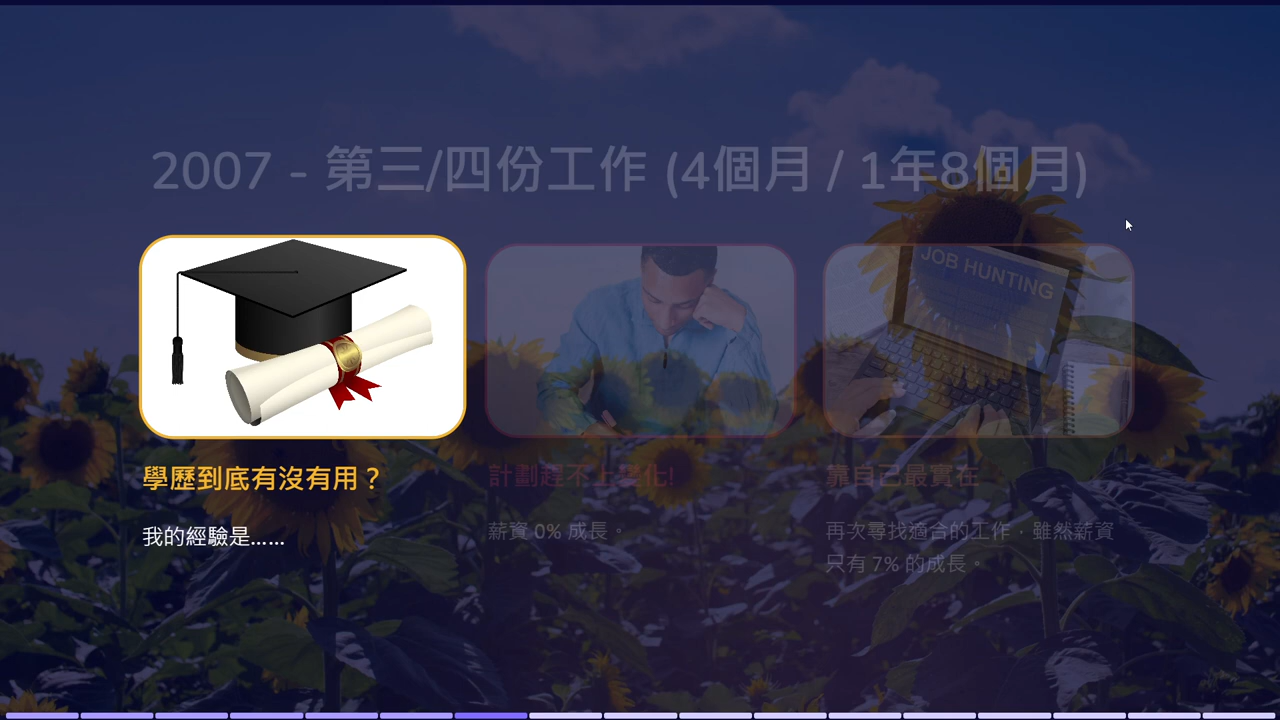 2007 - 第三/四份工作 (4個月 / 1年8個月)
JOB HUNTING
學歷到底有沒有用？
計劃趕不上變化!
靠自己最實在
我的經驗是......
薪資 0% 成長。
再次尋找適合的工作，雖然薪資
只有 7% 的成長。